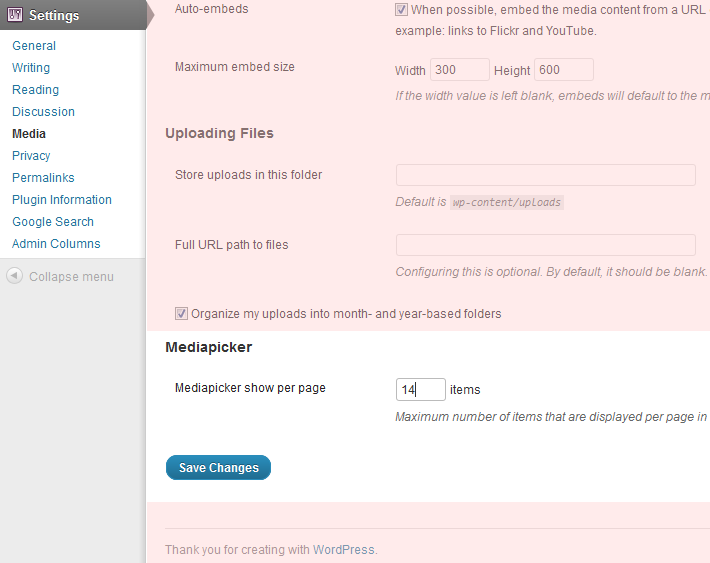 Settings
General
Writing
Reading
Discussion
Media
Privacy
Permalinks
Plugin Information
Google Search
Admin Columns
Collapse menu
Auto-embeds
When possible, embed the media content from a URL
example: links to Flickr and YouTube.
Maximum embed size
Width 300 Height 600
If the width value is left blank, embeds will default to the m
Uploading Files
Store uploads in this folder
Default is wp-content/uploads
Full URL path to files
Configuring this is optional. By default, it should be blank.
Organize my uploads into month- and year-based folders
Mediapicker
Mediapicker show per page 14 items
Maximum number of items that are displayed per page in
Save Changes
Thank you for creating with WordPress.